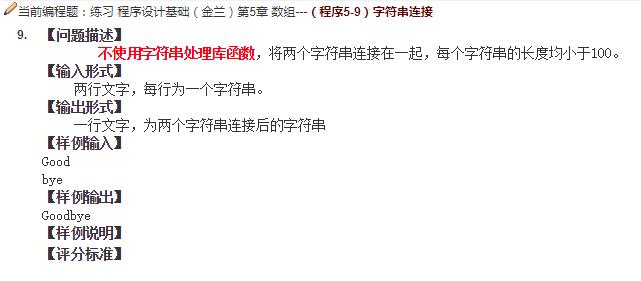 当前编程题：练习 程序设计基础（金兰）第5章 数组---（程序5-9）字符串连接
9. 【问题描述】
不使用字符串处理库函数，将两个字符串连接在一起，每个字符串的长度均小于100。
【输入形式】
两行文字，每行为一个字符串。
【输出形式】
一行文字，为两个字符串连接后的字符串
【样例输入】
Good
bye
【样例输出】
Goodbye
【样例说明】
【评分标准】